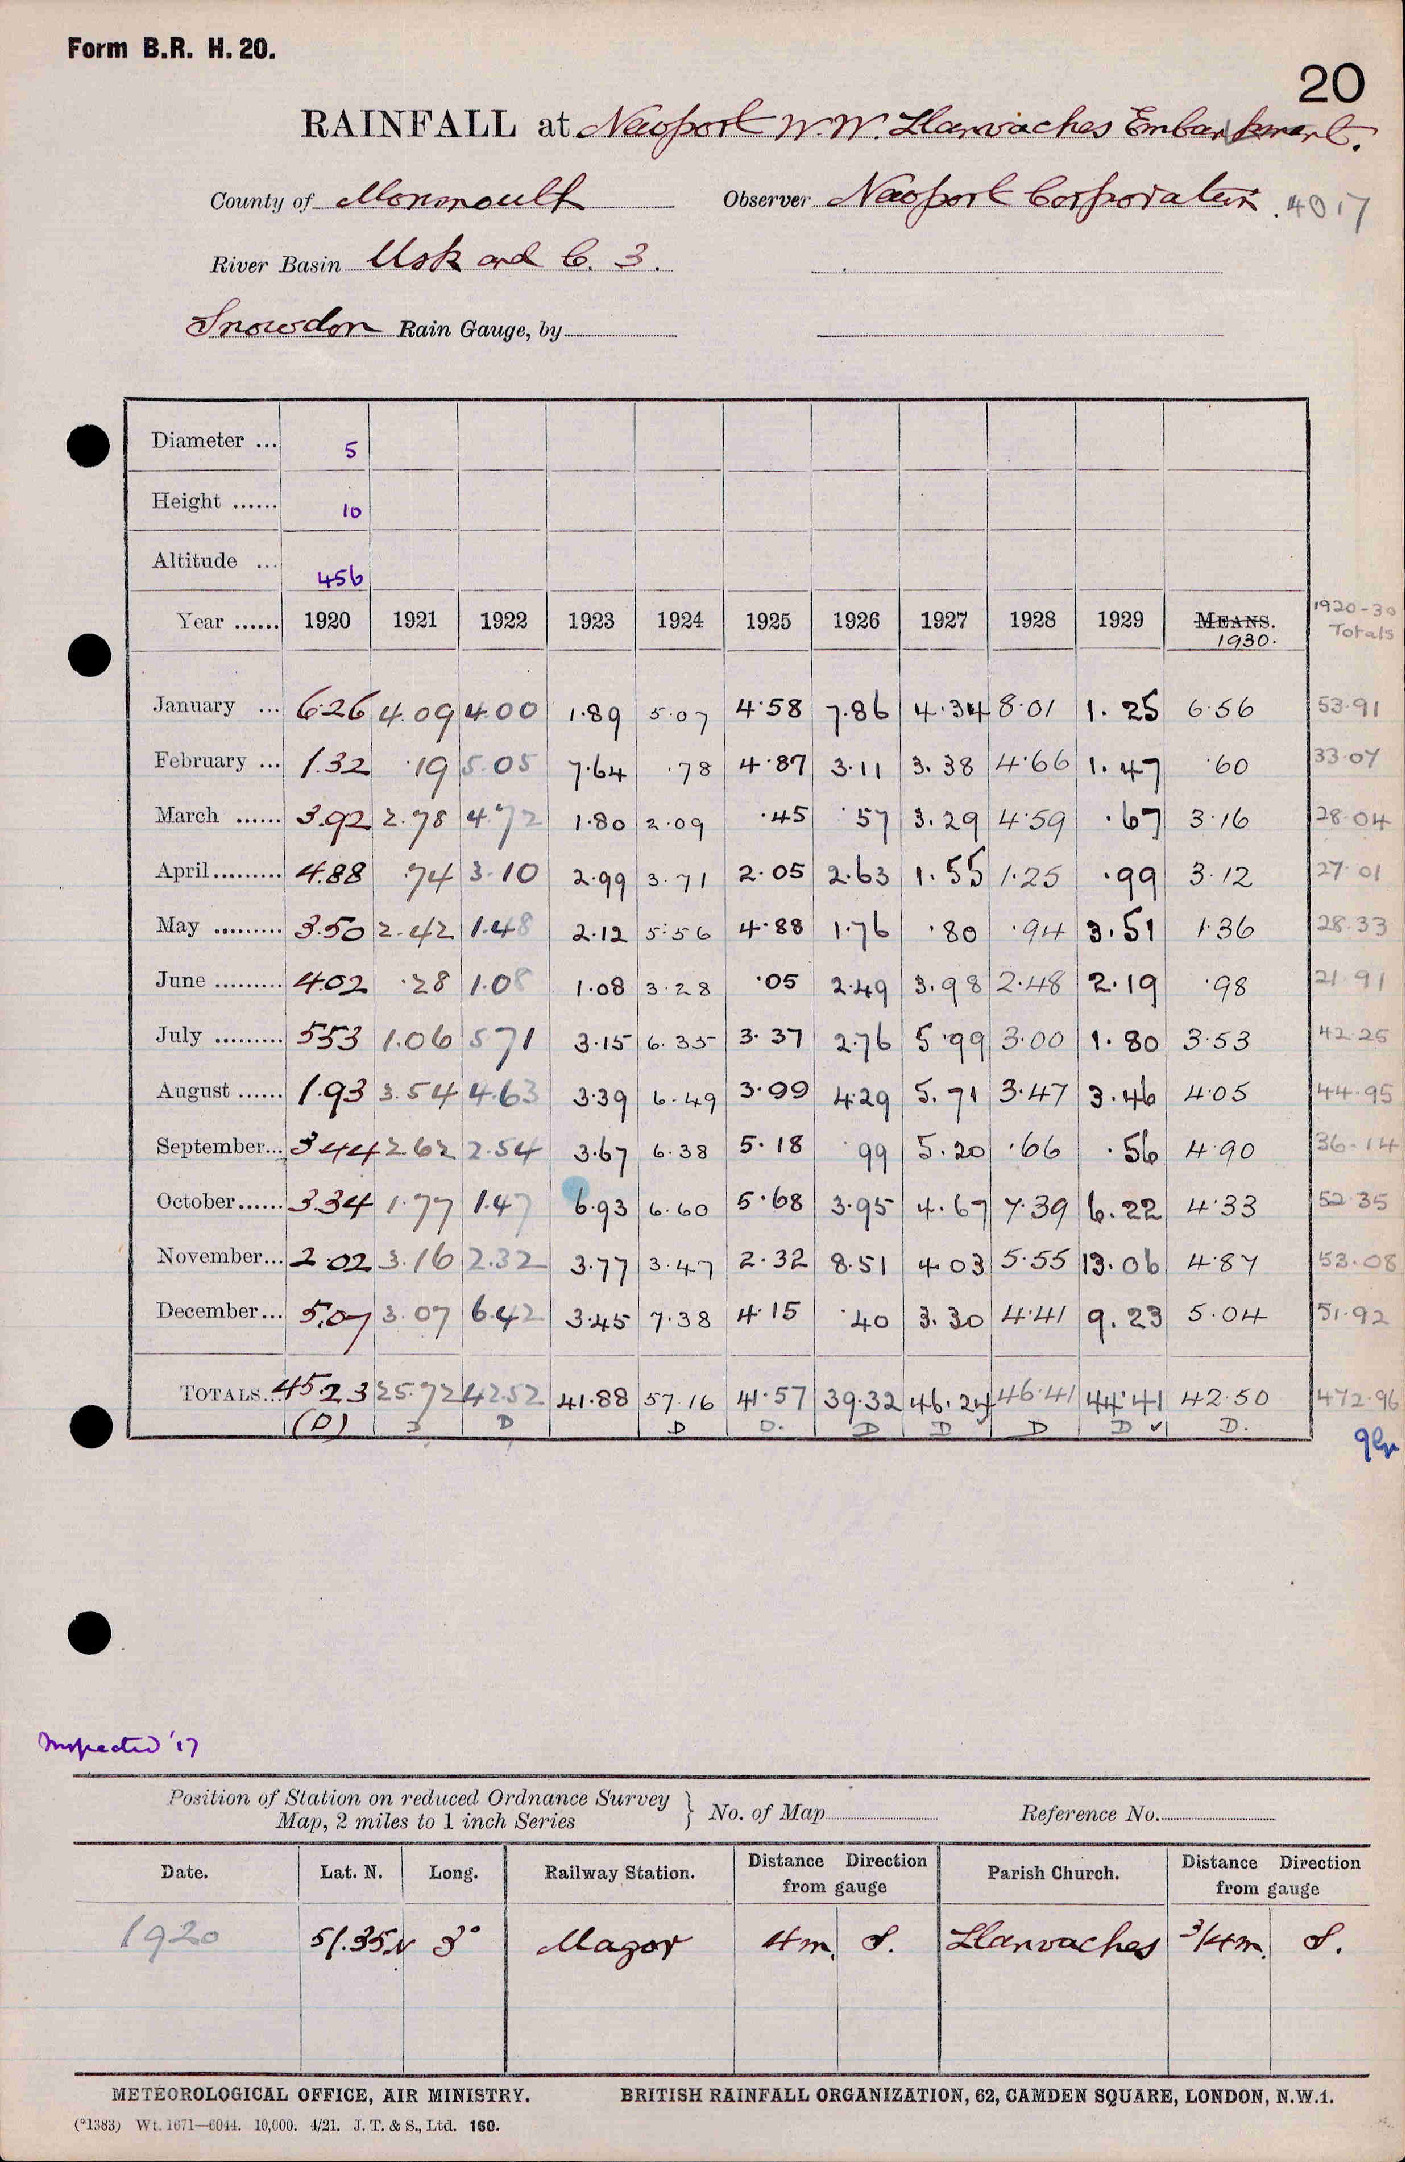 Form B.R. H. 20.
20
RAINFALL at Newport W.W. Llanvaches Embankment.
County of Monmouth Observer Newport Corporation. 4017
River Basin Usk and C. 3.
Snowdon Rain Gauge, by
Diameter ... 5
Height ...... 10
Altitude ... 456
Year ...... 1920 1921 1922 1923 1924 1925 1926 1927 1928 1929 MEANS. 1930. 1920-30 Totals
January ... 6.26 4.09 4.00 1.89 5.07 4.58 7.86 4.34 8.01 1.25 6.56 53.91
February ... 1.32 .19 5.05 7.64 .78 4.87 3.11 3.38 4.66 1.47 .60 33.07
March ...... 3.92 2.78 4.72 1.80 2.09 .45 .57 3.29 4.59 .67 3.16 28.04
April ......... 4.88 .74 3.10 2.99 3.71 2.05 2.63 1.55 1.25 .99 3.12 27.01
May ......... 3.50 2.42 1.48 2.12 5.56 4.88 1.76 .80 .94 3.51 1.36 28.33
June ......... 4.02 .28 1.08 1.08 3.28 .05 2.49 3.98 2.48 2.19 .98 21.91
July ......... 5.53 1.06 5.71 3.15 6.35 3.37 2.76 5.99 3.00 1.80 3.53 42.25
August ...... 1.93 3.54 4.63 3.39 6.49 3.99 4.29 5.71 3.47 3.46 4.05 44.95
September... 3.44 2.62 2.54 3.67 6.38 5.18 .99 5.20 .66 .56 4.90 36.14
October...... 3.34 1.77 1.47 6.93 6.60 5.68 3.95 4.67 7.39 6.22 4.33 52.35
November... 2.02 3.16 2.32 3.77 3.47 2.32 8.51 4.03 5.55 13.06 4.87 53.08
December... 5.07 3.07 6.42 3.45 7.38 4.15 .40 3.30 4.41 9.23 5.04 51.92
TOTALS... 45.23 25.72 42.52 41.88 57.16 41.57 39.32 46.24 46.41 44.41 42.50 472.96
(D) D D D D. D D D D ✓ D.
Inspected '17
Position of Station on reduced Ordnance Survey
Map, 2 miles to 1 inch Series } No. of Map Reference No.
Date. Lat. N. Long. Railway Station. Distance Direction from gauge Parish Church. Distance Direction from gauge
1920 51.35N 3° Magor 4m. S. Llanvaches 3/4m. S.
METEOROLOGICAL OFFICE, AIR MINISTRY. BRITISH RAINFALL ORGANIZATION, 62, CAMDEN SQUARE, LONDON, N.W.1.
(*1383) Wt. 1671—6044. 10,000. 4/21. J. T. & S., Ltd. 160.